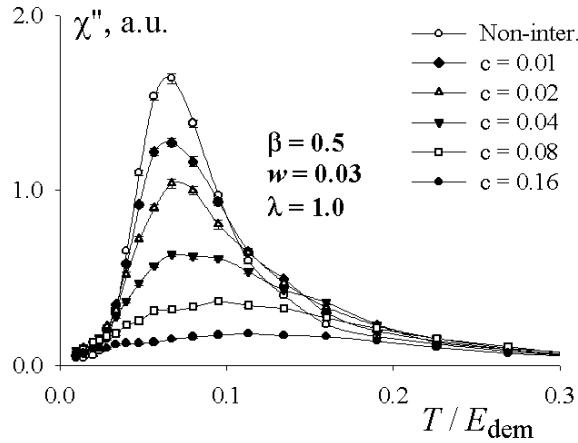 χ", a.u.
Non-inter.
c = 0.01
c = 0.02
c = 0.04
c = 0.08
c = 0.16
β = 0.5
w = 0.03
λ = 1.0
2.0
1.0
0.0
0.0 0.1 0.2 0.3
T / Edem